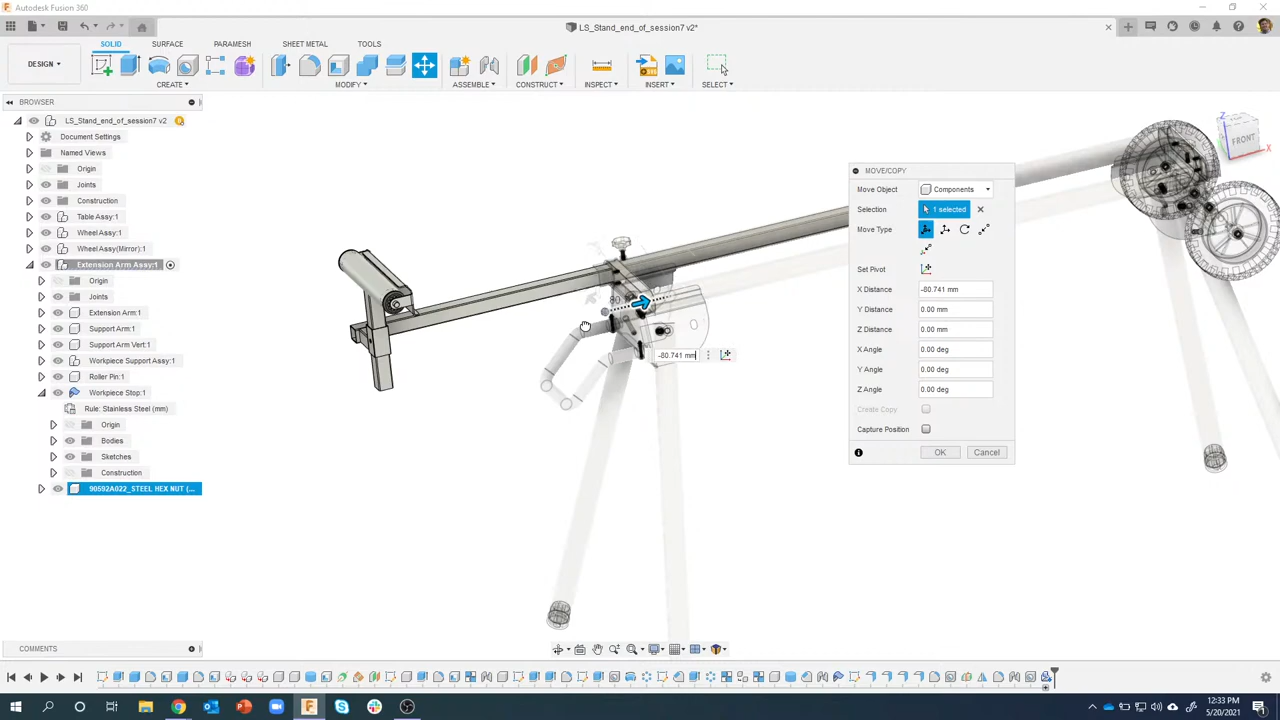 Autodesk Fusion 360
LS_Stand_end_of_session7 v2*
SOLID SURFACE PARAMESH SHEET METAL TOOLS
DESIGN
CREATE MODIFY ASSEMBLE CONSTRUCT INSPECT INSERT SELECT
BROWSER
LS_Stand_end_of_session7 v2
Document Settings
Named Views
Origin
Joints
Construction
Table Assy:1
Wheel Assy:1
Wheel Assy(Mirror):1
Extension Arm Assy:1
Origin
Joints
Extension Arm:1
Support Arm:1
Support Arm Vert:1
Workpiece Support Assy:1
Roller Pin:1
Workpiece Stop:1
Rule: Stainless Steel (mm)
Origin
Bodies
Sketches
Construction
90592A022_STEEL HEX NUT (...
-80.741 mm
MOVE/COPY
Move Object Components
Selection 1 selected
Move Type
Set Pivot
X Distance -80.741 mm
Y Distance 0.00 mm
Z Distance 0.00 mm
X Angle 0.00 deg
Y Angle 0.00 deg
Z Angle 0.00 deg
Create Copy
Capture Position
OK Cancel
Z
FRONT
X
COMMENTS
12:33 PM
5/20/2021